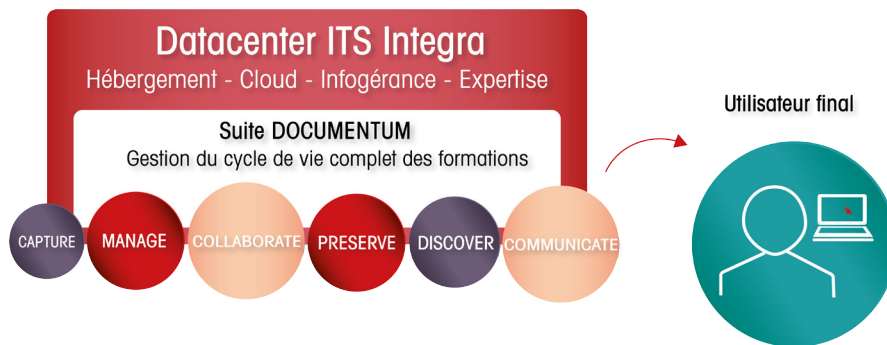 Datacenter ITS Integra
Hébergement - Cloud - Infogérance - Expertise
Utilisateur final
Suite DOCUMENTUM
Gestion du cycle de vie complet des formations
CAPTURE
MANAGE
COLLABORATE
PRESERVE
DISCOVER
COMMUNICATE